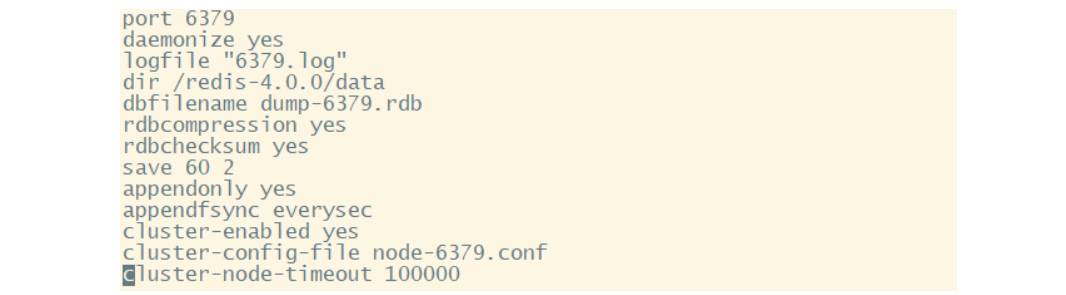 port 6379
daemonize yes
logfile "6379.log"
dir /redis-4.0.0/data
dbfilename dump-6379.rdb
rdbcompression yes
rdbchecksum yes
save 60 2
appendonly yes
appendfsync everysec
cluster-enabled yes
cluster-config-file node-6379.conf
cluster-node-timeout 100000